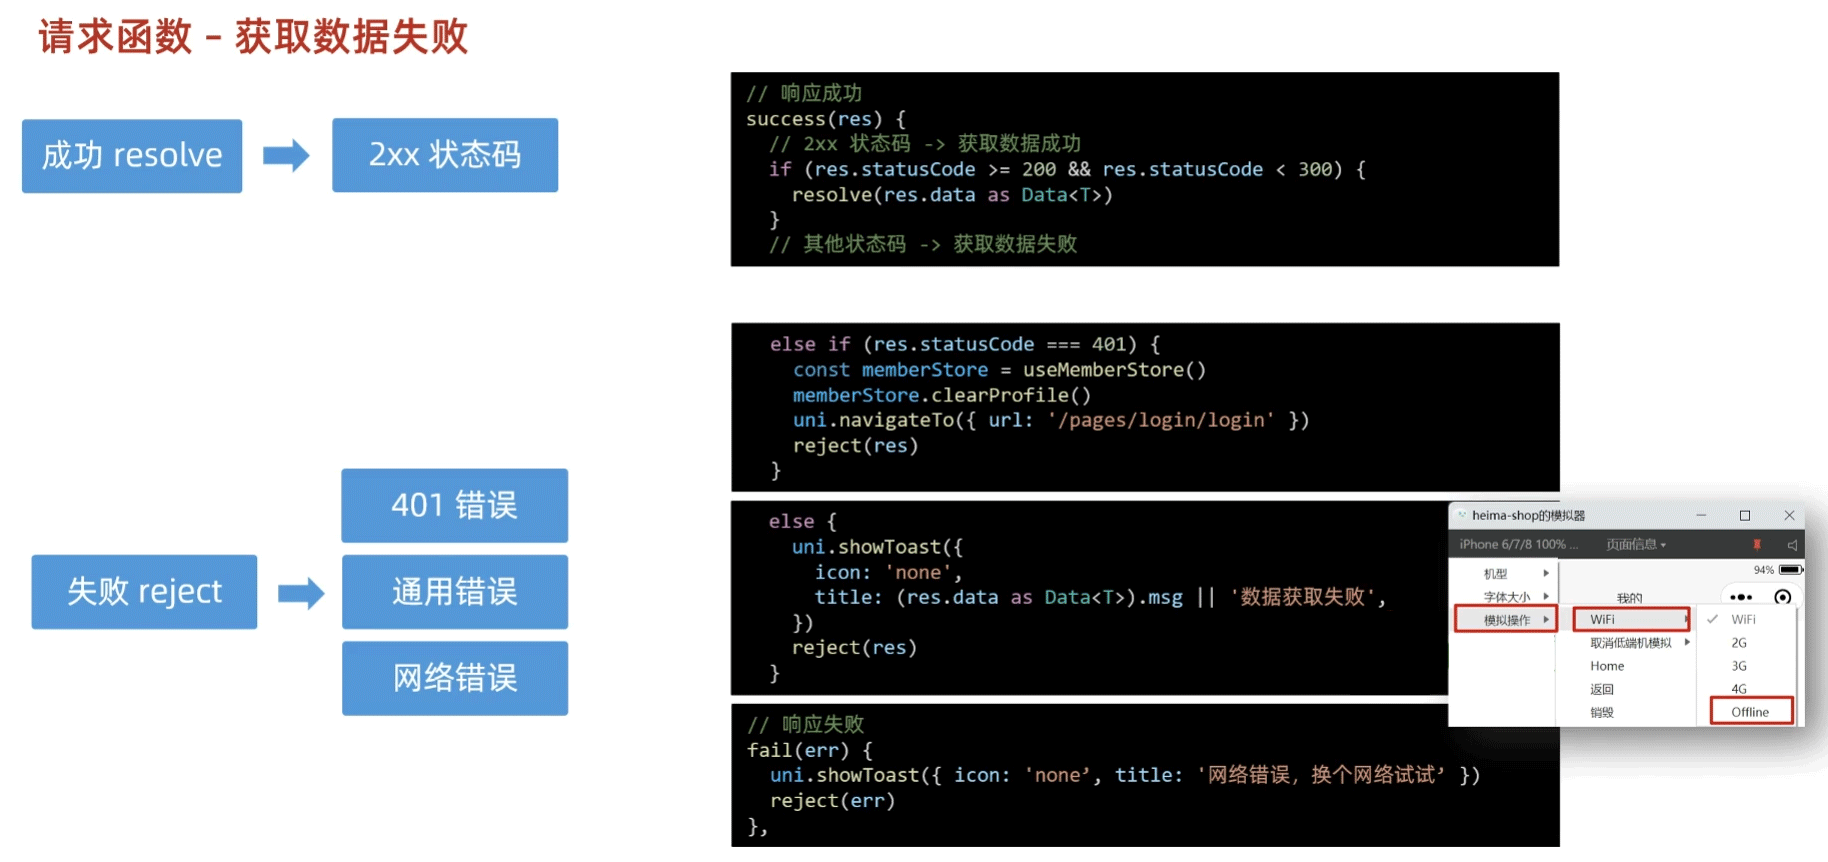 请求函数 – 获取数据失败
成功 resolve
2xx 状态码
// 响应成功
success(res) {
// 2xx 状态码 -> 获取数据成功
if (res.statusCode >= 200 && res.statusCode < 300) {
resolve(res.data as Data<T>)
}
// 其他状态码 -> 获取数据失败
else if (res.statusCode === 401) {
const memberStore = useMemberStore()
memberStore.clearProfile()
uni.navigateTo({ url: '/pages/login/login' })
reject(res)
}
失败 reject
401 错误
通用错误
网络错误
else {
uni.showToast({
icon: 'none',
title: (res.data as Data<T>).msg || '数据获取失败',
})
reject(res)
}
// 响应失败
fail(err) {
uni.showToast({ icon: 'none’, title: '网络错误，换个网络试试’ })
reject(err)
},
heima-shop的模拟器
iPhone 6/7/8 100% ...
页面信息
94%
机型
字体大小
模拟操作
我的
WiFi
取消低端机模拟
Home
返回
销毁
WiFi
2G
3G
4G
Offline